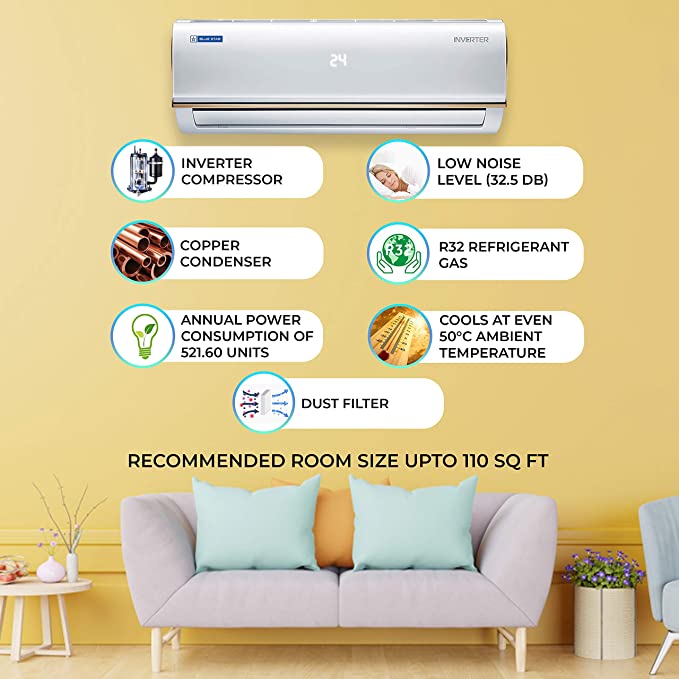 BLUE STAR
INVERTER
24
INVERTER
COMPRESSOR
LOW NOISE
LEVEL (32.5 DB)
COPPER
CONDENSER
R32
R32 REFRIGERANT
GAS
ANNUAL POWER
CONSUMPTION OF
521.60 UNITS
COOLS AT EVEN
50°C AMBIENT
TEMPERATURE
DUST FILTER
RECOMMENDED ROOM SIZE UPTO 110 SQ FT